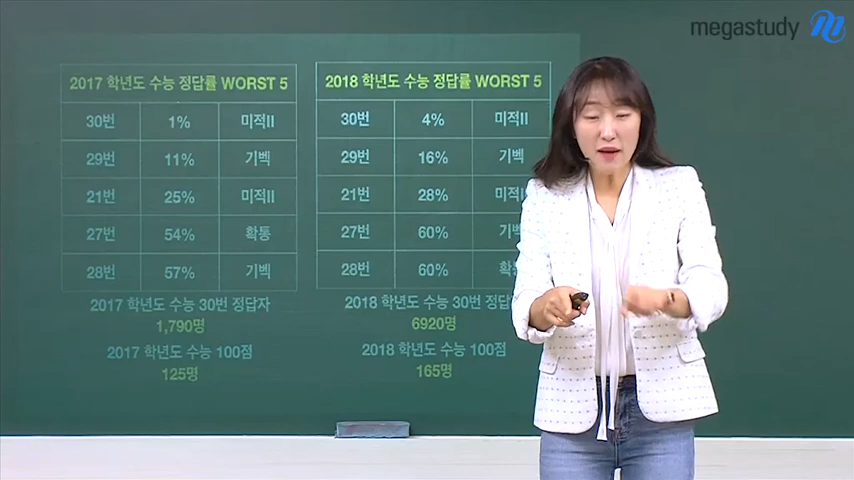 megastudy
2017 학년도 수능 정답률 WORST 5
30번 1% 미적II
29번 11% 기벡
21번 25% 미적II
27번 54% 확통
28번 57% 기벡
2017 학년도 수능 30번 정답자
1,790명
2017 학년도 수능 100점
125명
2018 학년도 수능 정답률 WORST 5
30번 4% 미적II
29번 16% 기벡
21번 28% 미적II
27번 60%
28번 60%
2018 학년도 수능 30번
6920명
2018 학년도 수능 100점
165명